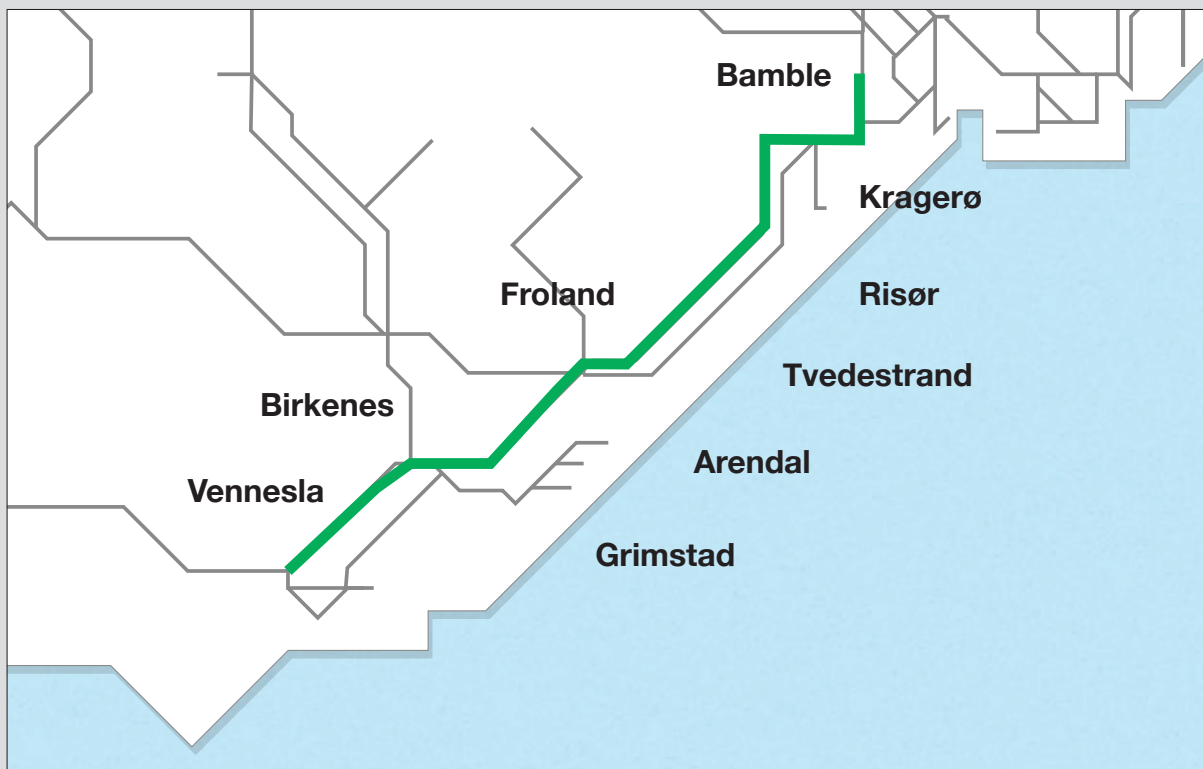 Bamble
Kragerø
Froland
Risør
Tvedestrand
Birkenes
Arendal
Vennesla
Grimstad